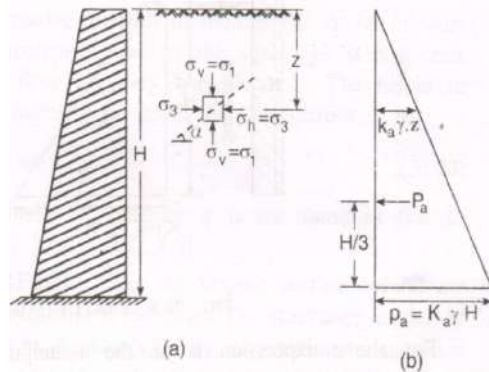 z
σv = σ1
σ3
σh = σ3
σv = σ1
H
(a)
kaγ.z
Pa
H/3
pa = Kaγ H
(b)